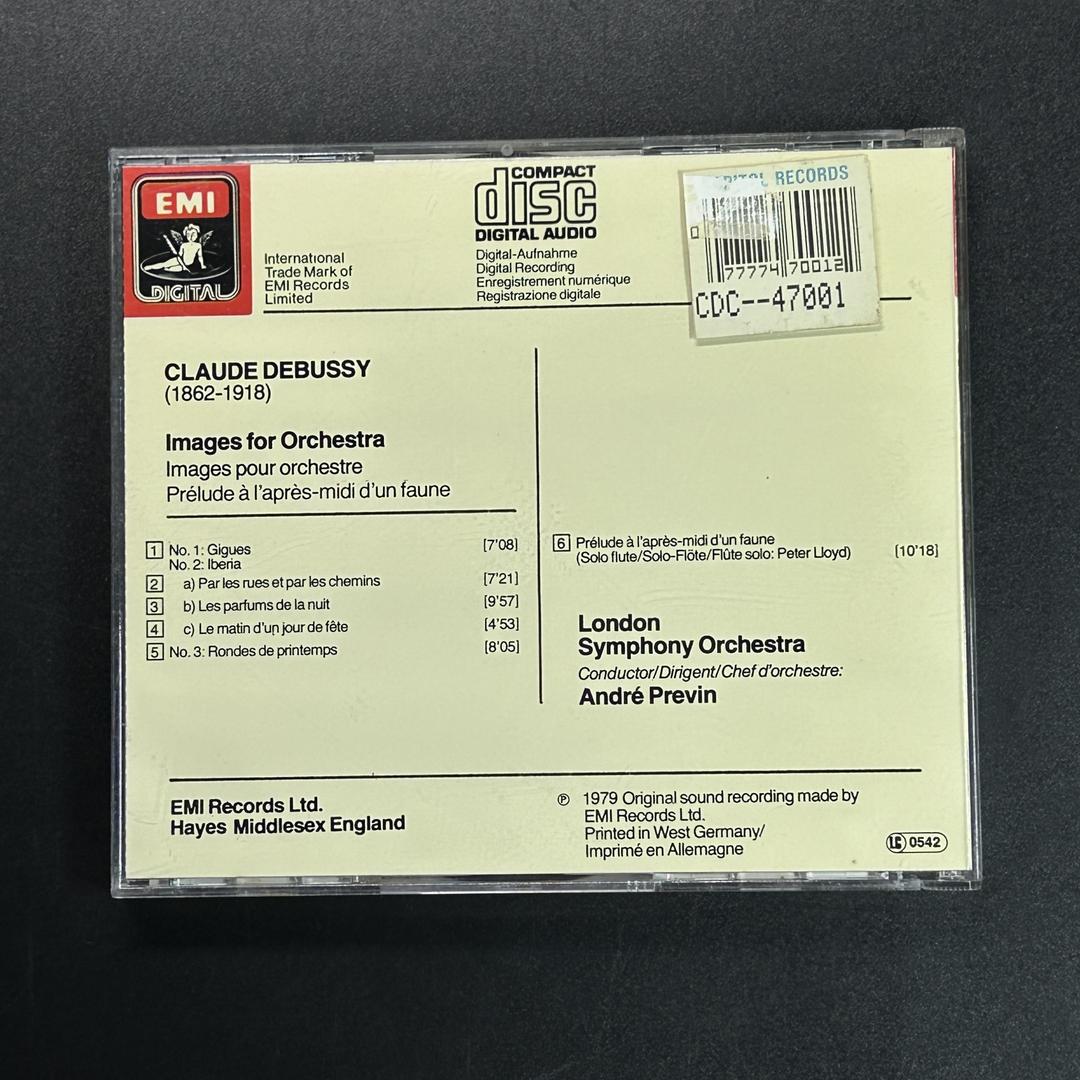 EMI
DIGITAL
International
Trade Mark of
EMI Records
Limited
COMPACT
disc
DIGITAL AUDIO
Digital-Aufnahme
Digital Recording
Enregistrement numérique
Registrazione digitale
RECORDS
0
77774 70012
CDC--47001
CLAUDE DEBUSSY
(1862-1918)
Images for Orchestra
Images pour orchestre
Prélude à l'après-midi d'un faune
1 No. 1: Gigues [7'08]
No. 2: Iberia
2 a) Par les rues et par les chemins [7'21]
3 b) Les parfums de la nuit [9'57]
4 c) Le matin d'un jour de fête [4'53]
5 No. 3: Rondes de printemps [8'05]
6 Prélude à l'après-midi d'un faune
(Solo flute/Solo-Flöte/Flûte solo: Peter Lloyd) [10'18]
London
Symphony Orchestra
Conductor/Dirigent/Chef d'orchestre:
André Previn
EMI Records Ltd.
Hayes Middlesex England
℗ 1979 Original sound recording made by
EMI Records Ltd.
Printed in West Germany/
Imprimé en Allemagne
LC 0542